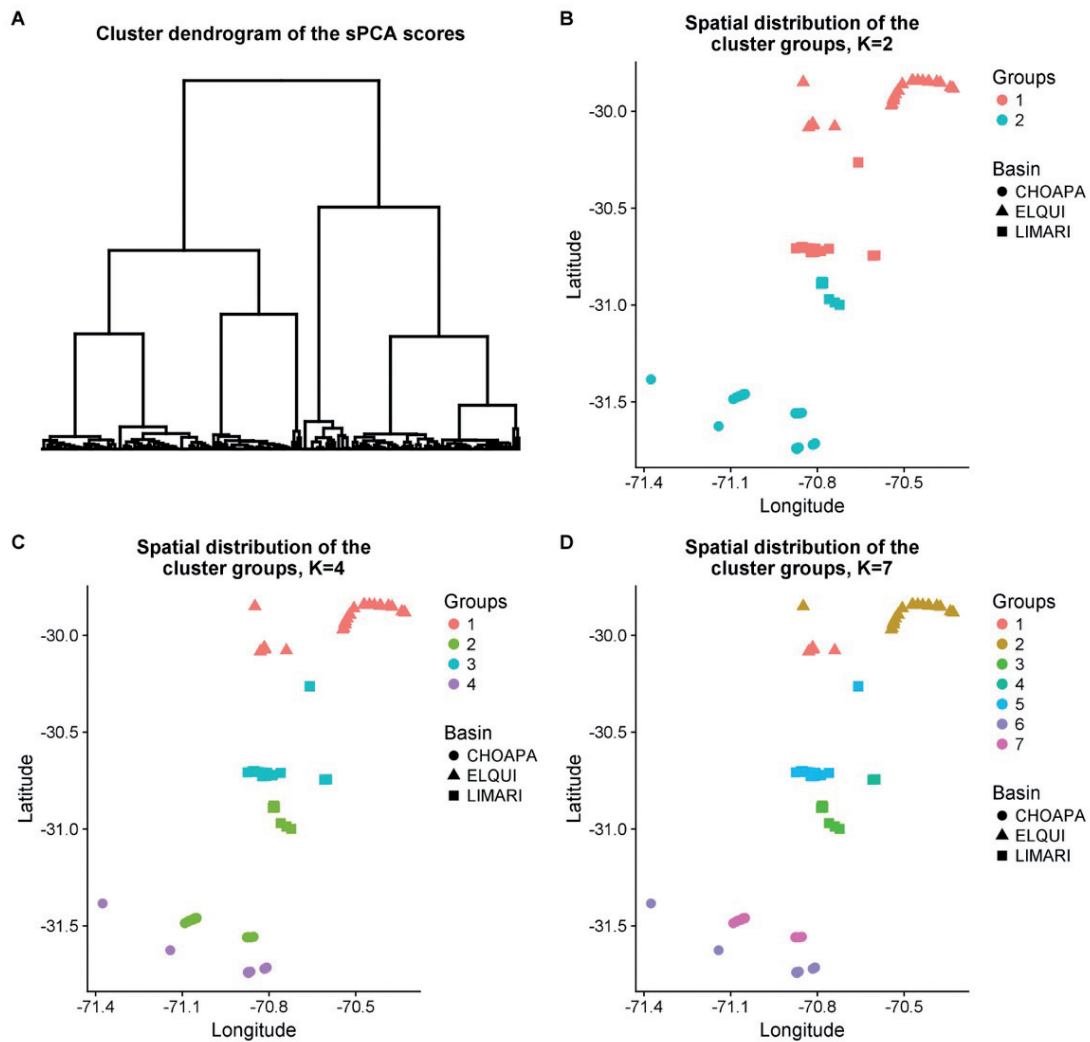 A
Cluster dendrogram of the sPCA scores
B
Spatial distribution of the
cluster groups, K=2
-30.0
-30.5
-31.0
-31.5
Latitude
-71.4
-71.1
-70.8
-70.5
Longitude
Groups
1
2
Basin
CHOAPA
ELQUI
LIMARI
C
Spatial distribution of the
cluster groups, K=4
-30.0
-30.5
-31.0
-31.5
Latitude
-71.4
-71.1
-70.8
-70.5
Longitude
Groups
1
2
3
4
Basin
CHOAPA
ELQUI
LIMARI
D
Spatial distribution of the
cluster groups, K=7
-30.0
-30.5
-31.0
-31.5
Latitude
-71.4
-71.1
-70.8
-70.5
Longitude
Groups
1
2
3
4
5
6
7
Basin
CHOAPA
ELQUI
LIMARI